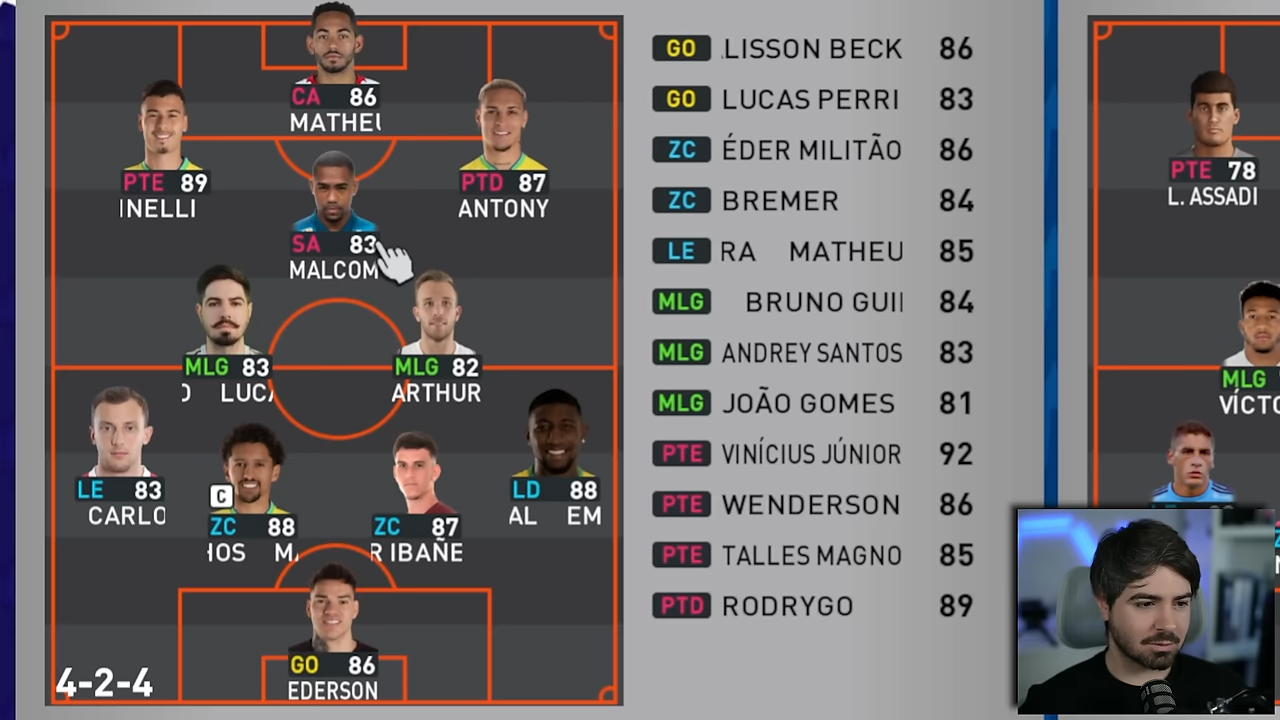 CA 86
MATHEU
PTE 89
INELLI
PTD 87
ANTONY
SA 83
MALCOM
MLG 83
O LUCA
MLG 82
ARTHUR
LE 83
CARLO
C
ZC 88
HOS MA
ZC 87
R IBAÑE
LD 88
AL EM
GO 86
EDERSON
4-2-4
GO LISSON BECK 86
GO LUCAS PERRI 83
ZC ÉDER MILITÃO 86
ZC BREMER 84
LE RA MATHEU 85
MLG BRUNO GUI 84
MLG ANDREY SANTOS 83
MLG JOÃO GOMES 81
PTE VINÍCIUS JÚNIOR 92
PTE WENDERSON 86
PTE TALLES MAGNO 85
PTD RODRYGO 89
PTE 78
L. ASSADI
MLG
VÍCTO